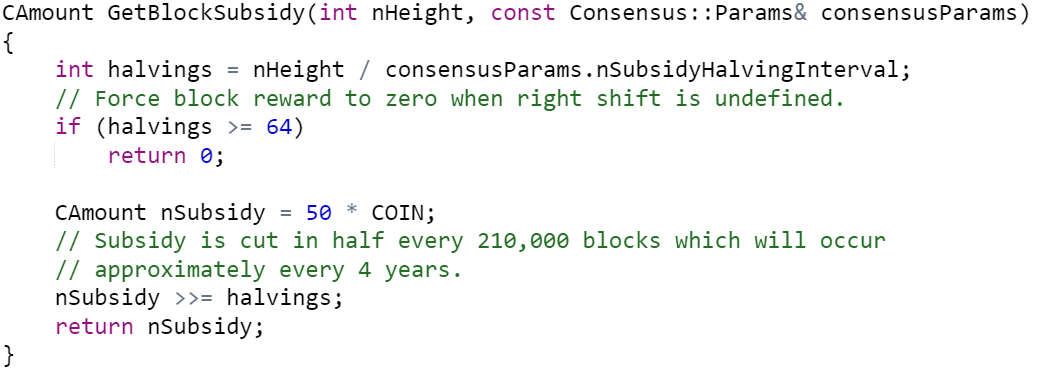 CAmount GetBlockSubsidy(int nHeight, const Consensus::Params& consensusParams)
{
    int halvings = nHeight / consensusParams.nSubsidyHalvingInterval;
    // Force block reward to zero when right shift is undefined.
    if (halvings >= 64)
        return 0;

    CAmount nSubsidy = 50 * COIN;
    // Subsidy is cut in half every 210,000 blocks which will occur
    // approximately every 4 years.
    nSubsidy >>= halvings;
    return nSubsidy;
}